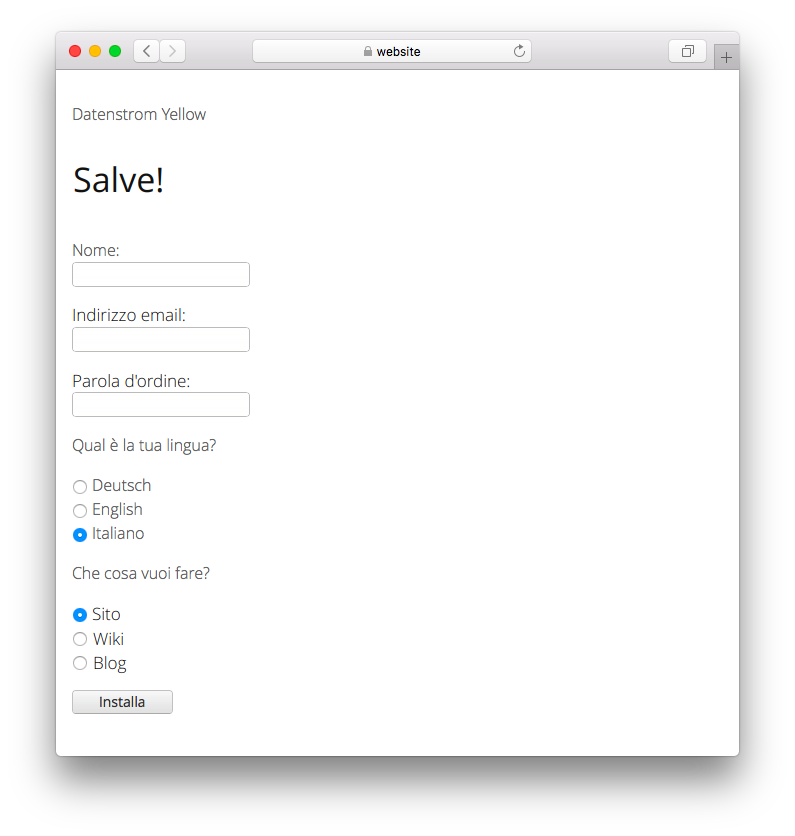 website
Datenstrom Yellow
Salve!
Nome:
Indirizzo email:
Parola d'ordine:
Qual è la tua lingua?
Deutsch
English
Italiano
Che cosa vuoi fare?
Sito
Wiki
Blog
Installa